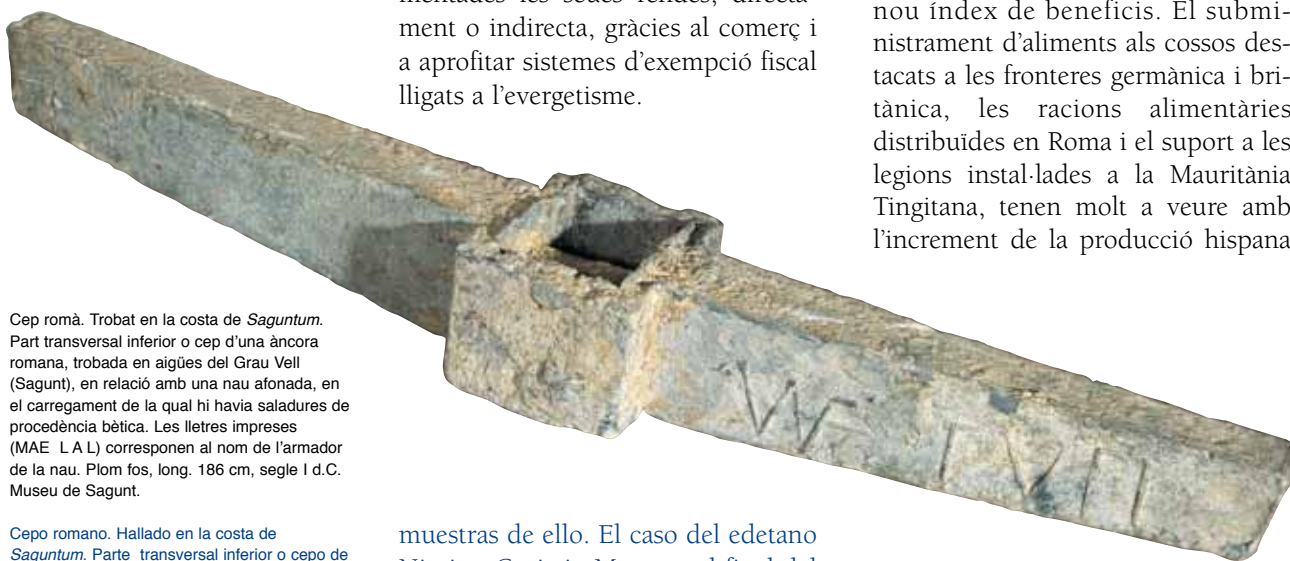 mentades les seues rendes, directa-
ment o indirecta, gràcies al comerç i
a aprofitar sistemes d'exempció fiscal
lligats a l'evergetisme.
nou índex de beneficis. El submi-
nistrament d'aliments als cossos des-
tacats a les fronteres germànica i bri-
tànica, les racions alimentàries
distribuïdes en Roma i el suport a les
legions instal·lades a la Mauritània
Tingitana, tenen molt a veure amb
l'increment de la producció hispana
Cep romà. Trobat en la costa de Saguntum.
Part transversal inferior o cep d'una àncora
romana, trobada en aigües del Grau Vell
(Sagunt), en relació amb una nau afonada, en
el carregament de la qual hi havia saladures de
procedència bètica. Les lletres impreses
(MAE L A L) corresponen al nom de l'armador
de la nau. Plom fos, long. 186 cm, segle I d.C.
Museu de Sagunt.
Cepo romano. Hallado en la costa de
Saguntum. Parte transversal inferior o cepo de
muestras de ello. El caso del edetano